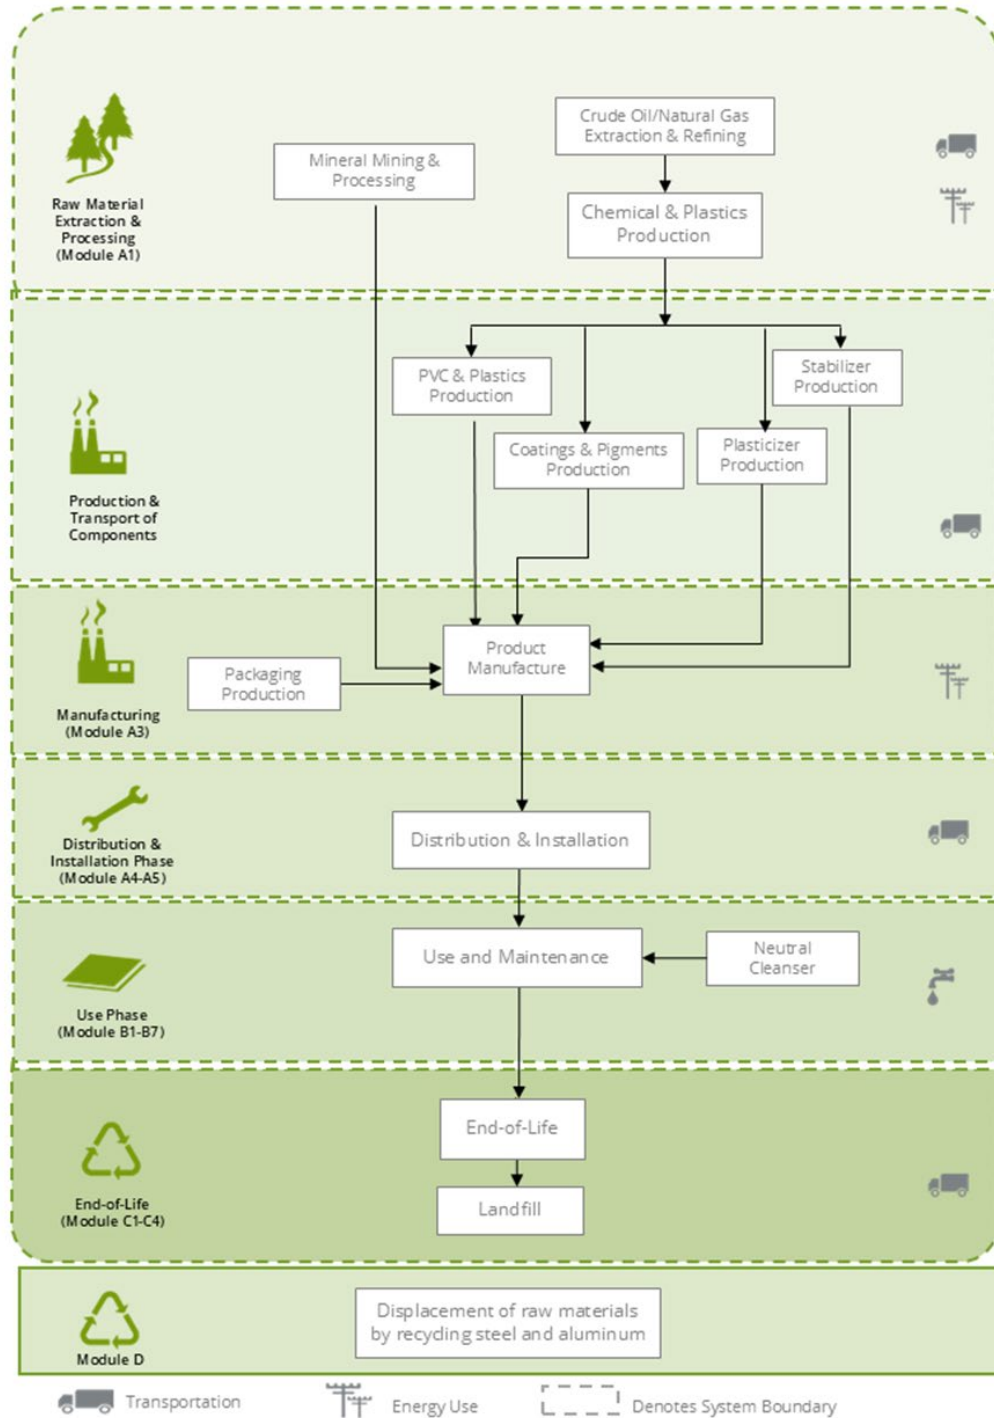 Crude Oil/Natural Gas
Extraction & Refining
Mineral Mining &
Processing
Raw Material
Extraction &
Processing
(Module A1)
Chemical & Plastics
Production
PVC & Plastics
Production
Stabilizer
Production
Coatings & Pigments
Production
Plasticizer
Production
Production &
Transport of
Components
Product
Manufacture
Packaging
Production
Manufacturing
(Module A3)
Distribution &
Installation Phase
(Module A4-A5)
Distribution & Installation
Use and Maintenance
Neutral
Cleanser
Use Phase
(Module B1-B7)
End-of-Life
Landfill
End-of-Life
(Module C1-C4)
Displacement of raw materials
by recycling steel and aluminum
Module D
Transportation
Energy Use
Denotes System Boundary